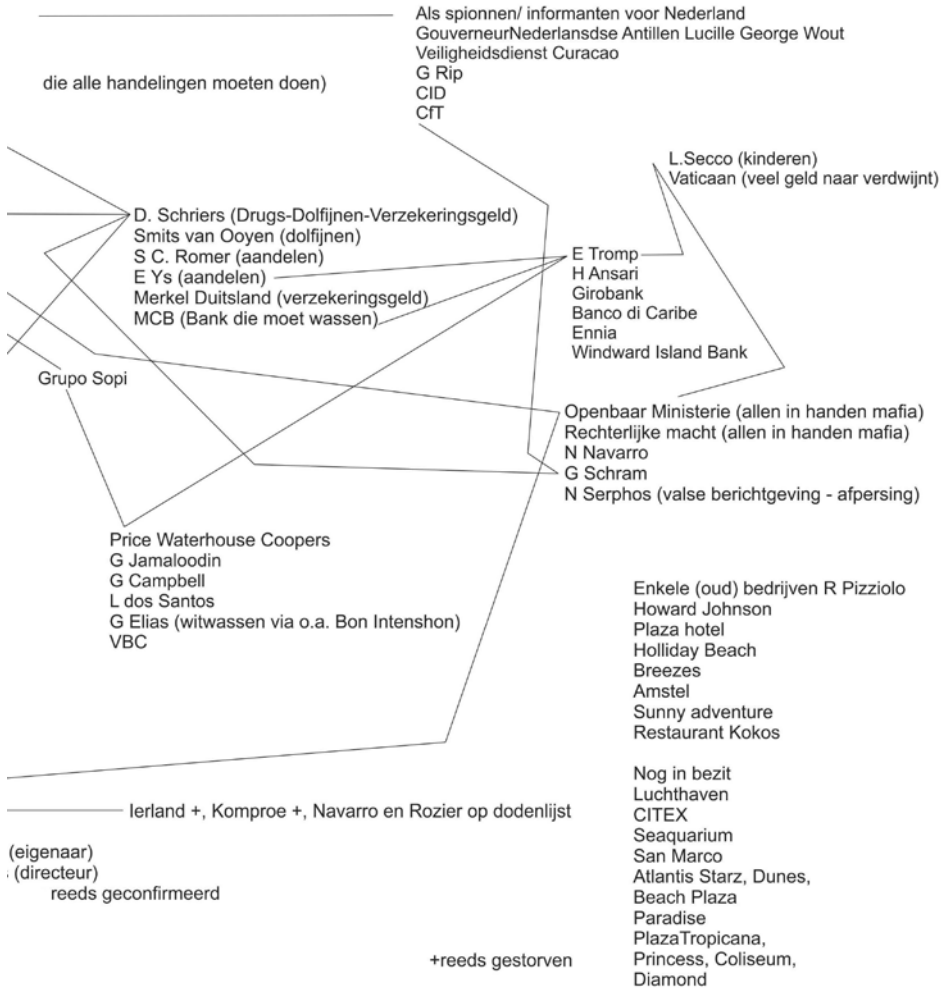 Als spionnen/ informanten voor Nederland
GouverneurNederlansdse Antillen Lucille George Wout
Veiligheidsdienst Curacao
G Rip
CID
CfT
die alle handelingen moeten doen)
L.Secco (kinderen)
Vaticaan (veel geld naar verdwijnt)
D. Schriers (Drugs-Dolfijnen-Verzekeringsgeld)
Smits van Ooyen (dolfijnen)
S C. Romer (aandelen)
E Ys (aandelen)
Merkel Duitsland (verzekeringsgeld)
MCB (Bank die moet wassen)
E Tromp
H Ansari
Girobank
Banco di Caribe
Ennia
Windward Island Bank
Grupo Sopi
Openbaar Ministerie (allen in handen mafia)
Rechterlijke macht (allen in handen mafia)
N Navarro
G Schram
N Serphos (valse berichtgeving - afpersing)
Price Waterhouse Coopers
G Jamaloodin
G Campbell
L dos Santos
G Elias (witwassen via o.a. Bon Intenshon)
VBC
Enkele (oud) bedrijven R Pizziolo
Howard Johnson
Plaza hotel
Holliday Beach
Breezes
Amstel
Sunny adventure
Restaurant Kokos
Nog in bezit
Luchthaven
CITEX
Seaquarium
San Marco
Atlantis Starz, Dunes,
Beach Plaza
Paradise
PlazaTropicana,
Princess, Coliseum,
Diamond
Ierland +, Komproe +, Navarro en Rozier op dodenlijst
(eigenaar)
(directeur)
reeds geconfirmeerd
+reeds gestorven